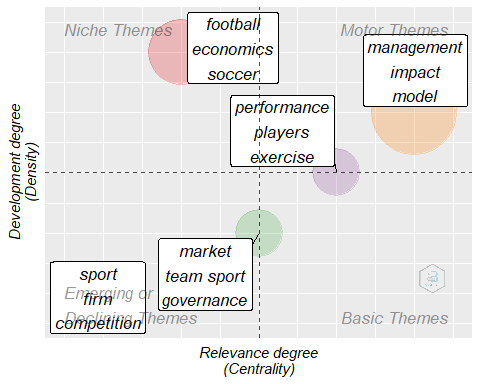 Niche Themes
football
economics
soccer
Motor Themes
management
impact
model
performance
players
exercise
Development degree
(Density)
market
team sport
governance
sport
firm
competition
Emerging or
Declining Themes
Basic Themes
Relevance degree
(Centrality)